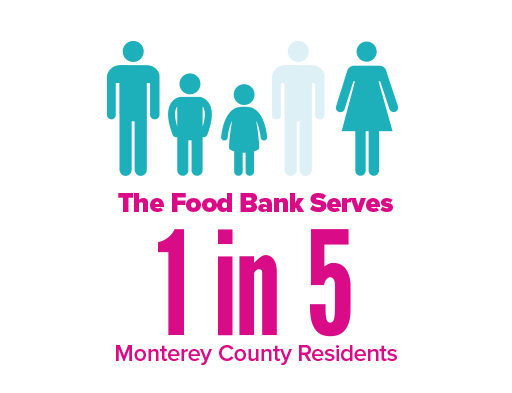 The Food Bank Serves
1 in 5
Monterey County Residents